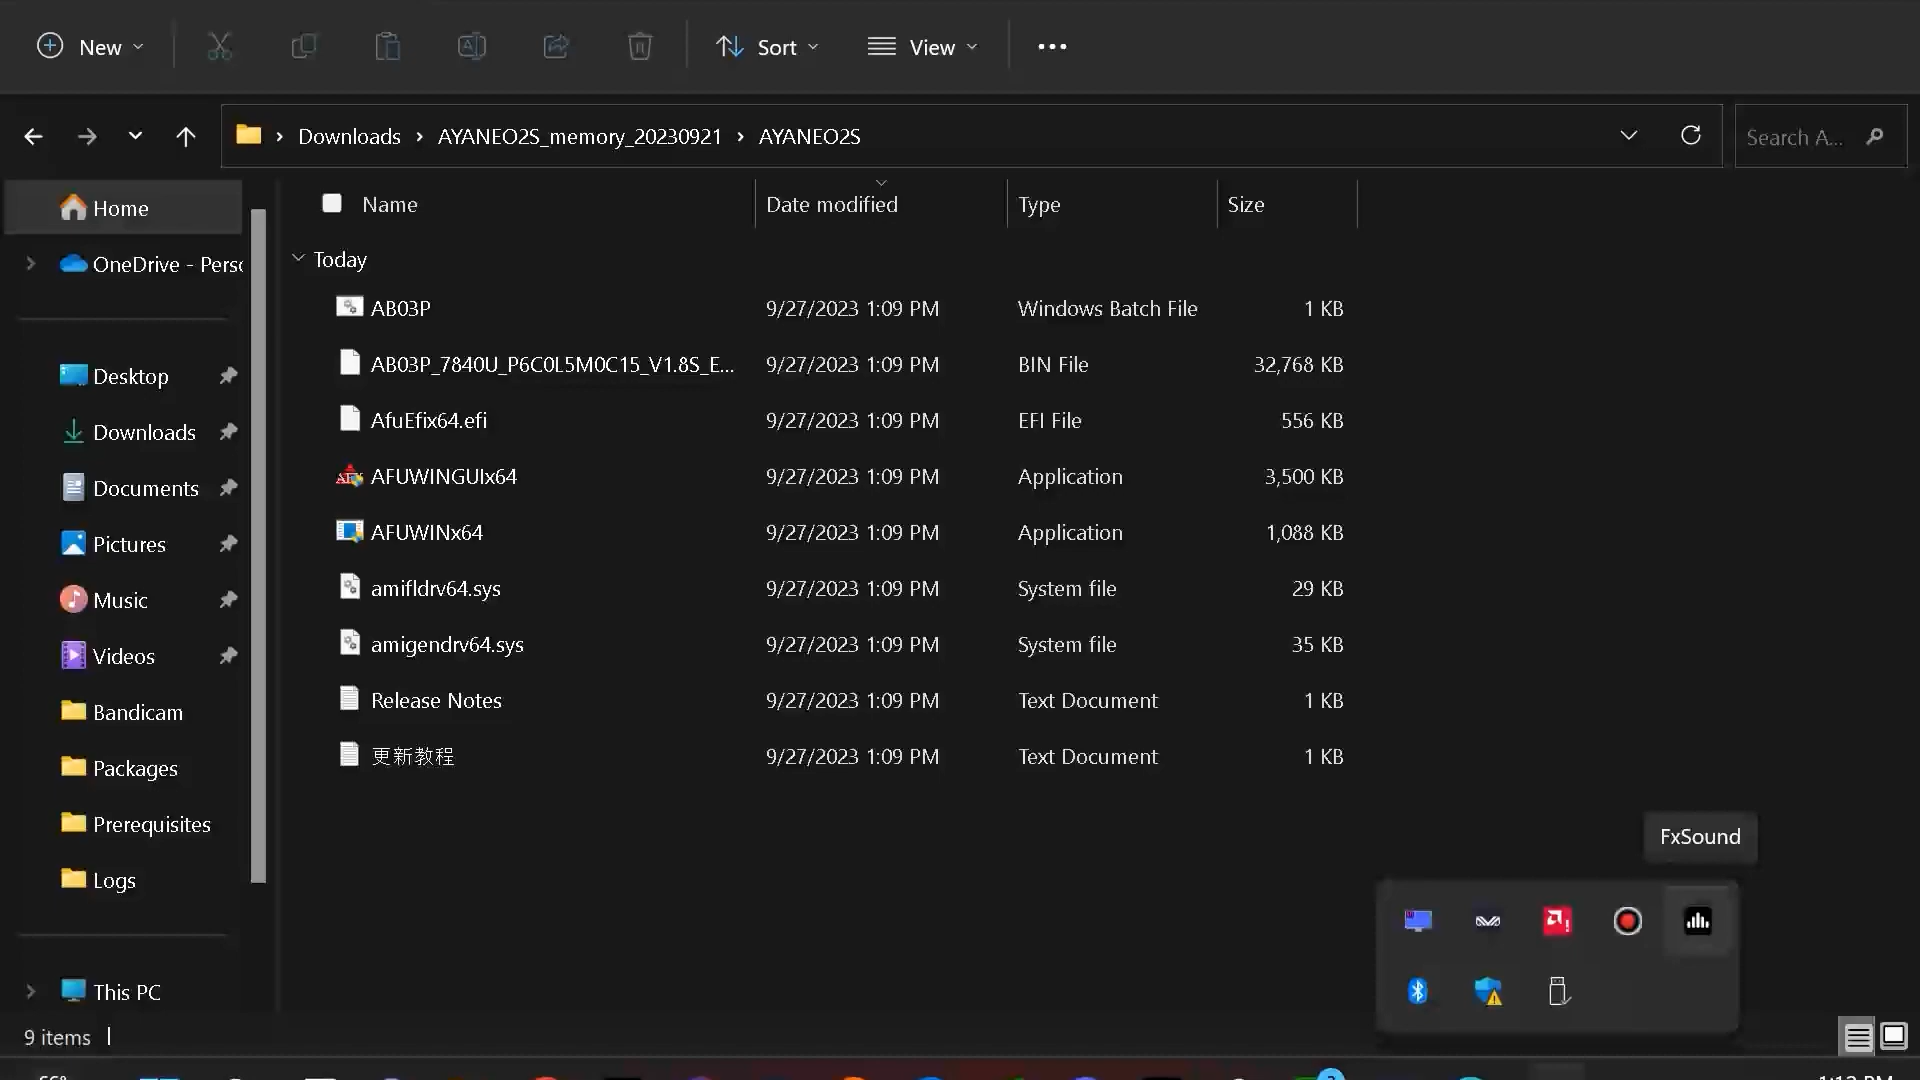 New
Sort
View
Downloads
AYANEO2S_memory_20230921
AYANEO2S
Search A...
Home
OneDrive - Perso
Desktop
Downloads
Documents
Pictures
Music
Videos
Bandicam
Packages
Prerequisites
Logs
This PC
Name Date modified Type Size
Today
AB03P 9/27/2023 1:09 PM Windows Batch File 1 KB
AB03P_7840U_P6C0L5M0C15_V1.8S_E... 9/27/2023 1:09 PM BIN File 32,768 KB
AfuEfix64.efi 9/27/2023 1:09 PM EFI File 556 KB
AFUWINGUIx64 9/27/2023 1:09 PM Application 3,500 KB
AFUWINx64 9/27/2023 1:09 PM Application 1,088 KB
amifldrv64.sys 9/27/2023 1:09 PM System file 29 KB
amigendrv64.sys 9/27/2023 1:09 PM System file 35 KB
Release Notes 9/27/2023 1:09 PM Text Document 1 KB
更新教程 9/27/2023 1:09 PM Text Document 1 KB
FxSound
9 items